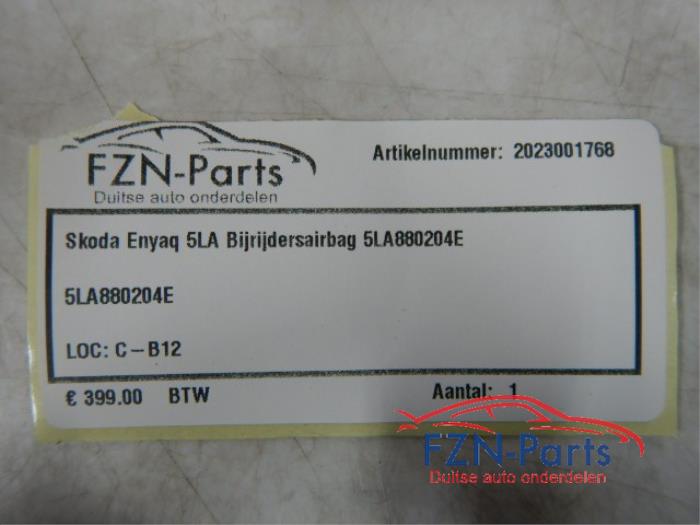 FZN-Parts
Duitse auto onderdelen
Artikelnummer: 2023001768
Skoda Enyaq 5LA Bijrijdersairbag 5LA880204E
5LA880204E
LOC: C-B12
€ 399.00 BTW
Aantal: 1
FZN-Parts
Duitse auto onderdelen